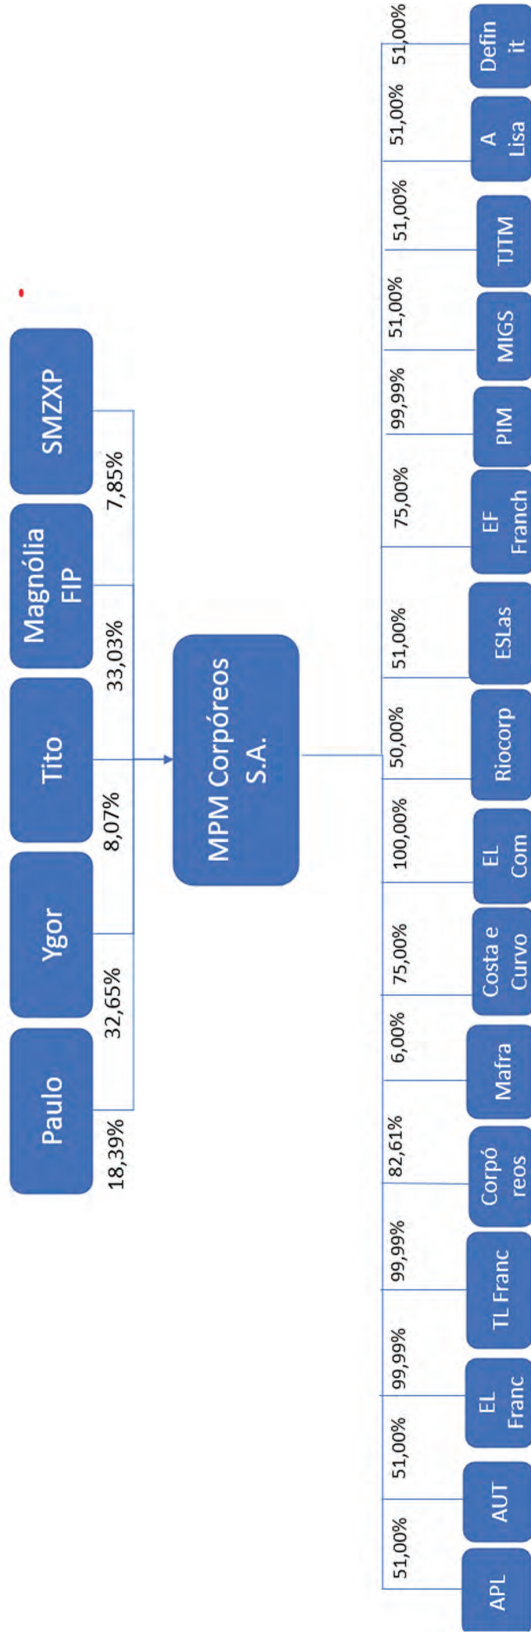 Paulo
Ygor
Tito
Magnólia
FIP
SMZXP
18,39%
32,65%
8,07%
33,03%
7,85%
MPM Corpóreos
S.A.
51,00%
51,00%
99,99%
99,99%
82,61%
6,00%
75,00%
100,00%
50,00%
51,00%
75,00%
99,99%
51,00%
51,00%
51,00%
51,00%
APL
AUT
EL
Franc
TL Franc
Corpó
reos
Mafra
Costa e
Curvo
EL
Com
Riocorp
ESLas
EF
Franch
PIM
MIGS
TJTM
A
Lisa
Defin
it